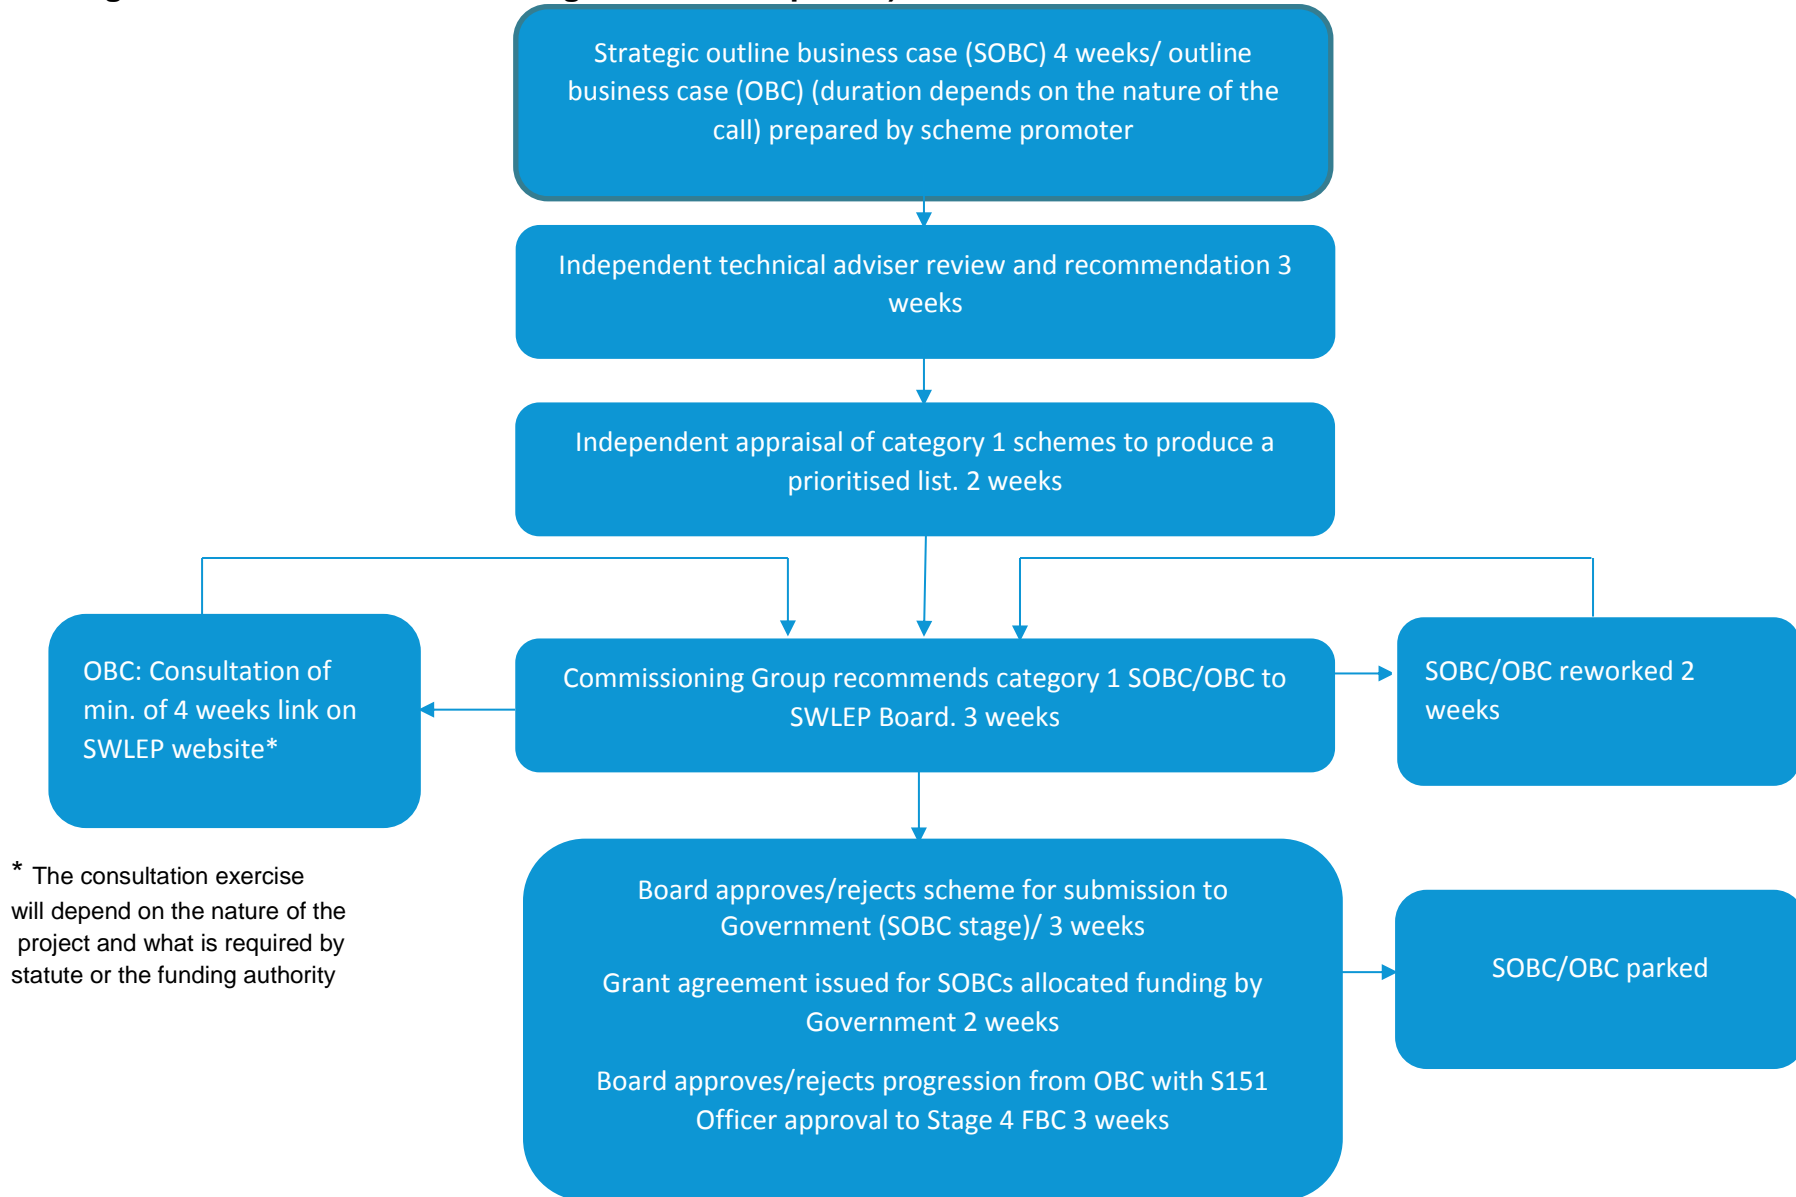 Strategic outline business case (SOBC) 4 weeks/ outline
business case (OBC) (duration depends on the nature of the
call) prepared by scheme promoter
Independent technical adviser review and recommendation 3
weeks
Independent appraisal of category 1 schemes to produce a
prioritised list. 2 weeks
OBC: Consultation of
min. of 4 weeks link on
SWLEP website*
Commissioning Group recommends category 1 SOBC/OBC to
SWLEP Board. 3 weeks
SOBC/OBC reworked 2
weeks
* The consultation exercise
will depend on the nature of the
project and what is required by
statute or the funding authority
Board approves/rejects scheme for submission to
Government (SOBC stage)/ 3 weeks
Grant agreement issued for SOBCs allocated funding by
Government 2 weeks
Board approves/rejects progression from OBC with S151
Officer approval to Stage 4 FBC 3 weeks
SOBC/OBC parked